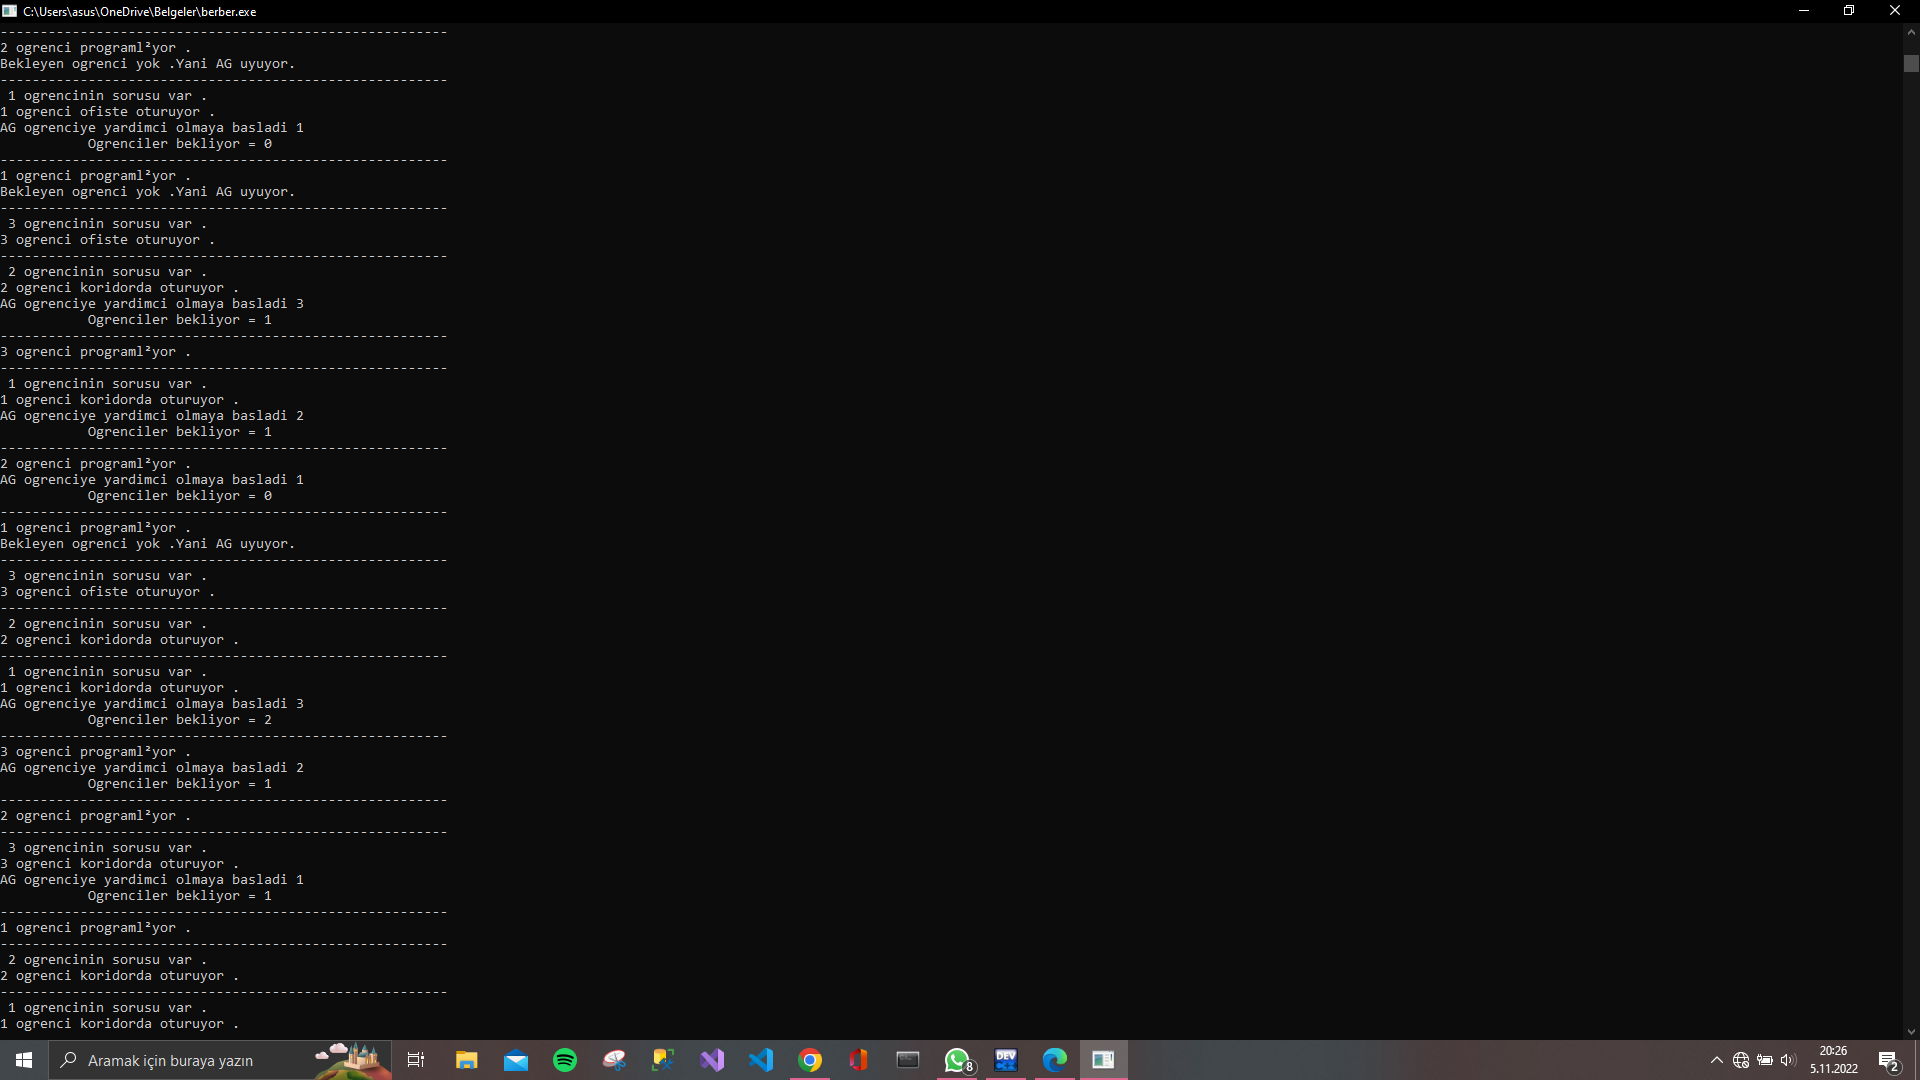 C:\Users\asus\OneDrive\Belgeler\berber.exe
--------------------------------------------------------
2 ogrenci programl²yor .
Bekleyen ogrenci yok .Yani AG uyuyor.
--------------------------------------------------------
 1 ogrencinin sorusu var .
1 ogrenci ofiste oturuyor .
AG ogrenciye yardimci olmaya basladi 1
           Ogrenciler bekliyor = 0
--------------------------------------------------------
1 ogrenci programl²yor .
Bekleyen ogrenci yok .Yani AG uyuyor.
--------------------------------------------------------
 3 ogrencinin sorusu var .
3 ogrenci ofiste oturuyor .
--------------------------------------------------------
 2 ogrencinin sorusu var .
2 ogrenci koridorda oturuyor .
AG ogrenciye yardimci olmaya basladi 3
           Ogrenciler bekliyor = 1
--------------------------------------------------------
3 ogrenci programl²yor .
--------------------------------------------------------
 1 ogrencinin sorusu var .
1 ogrenci koridorda oturuyor .
AG ogrenciye yardimci olmaya basladi 2
           Ogrenciler bekliyor = 1
--------------------------------------------------------
2 ogrenci programl²yor .
AG ogrenciye yardimci olmaya basladi 1
           Ogrenciler bekliyor = 0
--------------------------------------------------------
1 ogrenci programl²yor .
Bekleyen ogrenci yok .Yani AG uyuyor.
--------------------------------------------------------
 3 ogrencinin sorusu var .
3 ogrenci ofiste oturuyor .
--------------------------------------------------------
 2 ogrencinin sorusu var .
2 ogrenci koridorda oturuyor .
--------------------------------------------------------
 1 ogrencinin sorusu var .
1 ogrenci koridorda oturuyor .
AG ogrenciye yardimci olmaya basladi 3
           Ogrenciler bekliyor = 2
--------------------------------------------------------
3 ogrenci programl²yor .
AG ogrenciye yardimci olmaya basladi 2
           Ogrenciler bekliyor = 1
--------------------------------------------------------
2 ogrenci programl²yor .
--------------------------------------------------------
 3 ogrencinin sorusu var .
3 ogrenci koridorda oturuyor .
AG ogrenciye yardimci olmaya basladi 1
           Ogrenciler bekliyor = 1
--------------------------------------------------------
1 ogrenci programl²yor .
--------------------------------------------------------
 2 ogrencinin sorusu var .
2 ogrenci koridorda oturuyor .
--------------------------------------------------------
 1 ogrencinin sorusu var .
1 ogrenci koridorda oturuyor .
Aramak için buraya yazın
8
DEV
20:26
5.11.2022
2